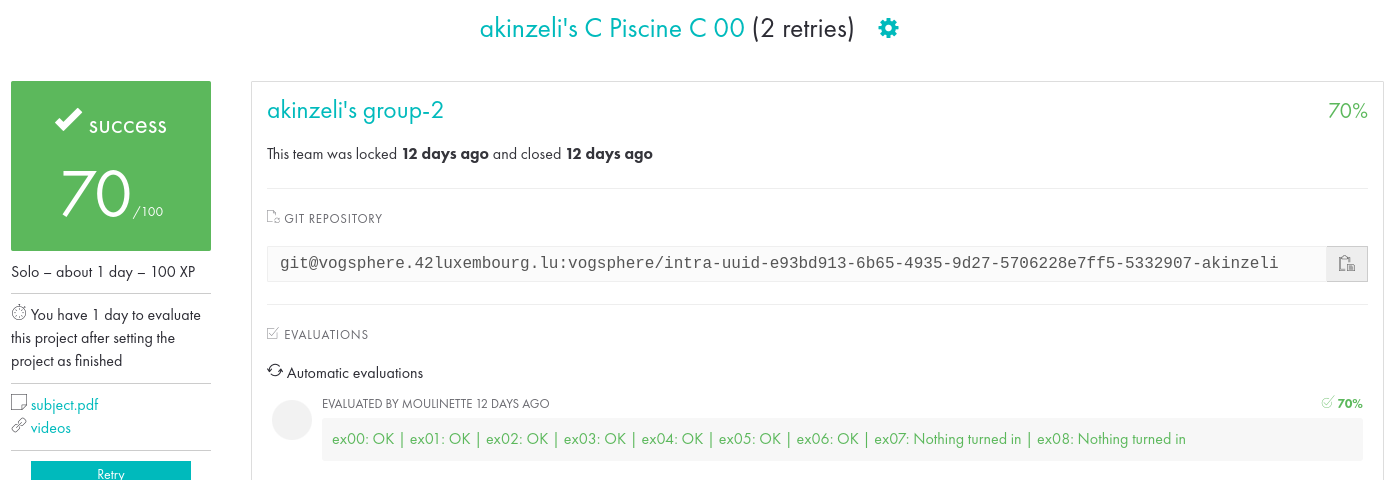 akinzeli's C Piscine C 00 (2 retries)
success
70 /100
Solo – about 1 day – 100 XP
You have 1 day to evaluate
this project after setting the
project as finished
subject.pdf
videos
Retry
akinzeli's group-2
70%
This team was locked 12 days ago and closed 12 days ago
GIT REPOSITORY
git@vogsphere.42luxembourg.lu:vogsphere/intra-uuid-e93bd913-6b65-4935-9d27-5706228e7ff5-5332907-akinzeli
EVALUATIONS
Automatic evaluations
EVALUATED BY MOULINETTE 12 DAYS AGO
70%
ex00: OK | ex01: OK | ex02: OK | ex03: OK | ex04: OK | ex05: OK | ex06: OK | ex07: Nothing turned in | ex08: Nothing turned in